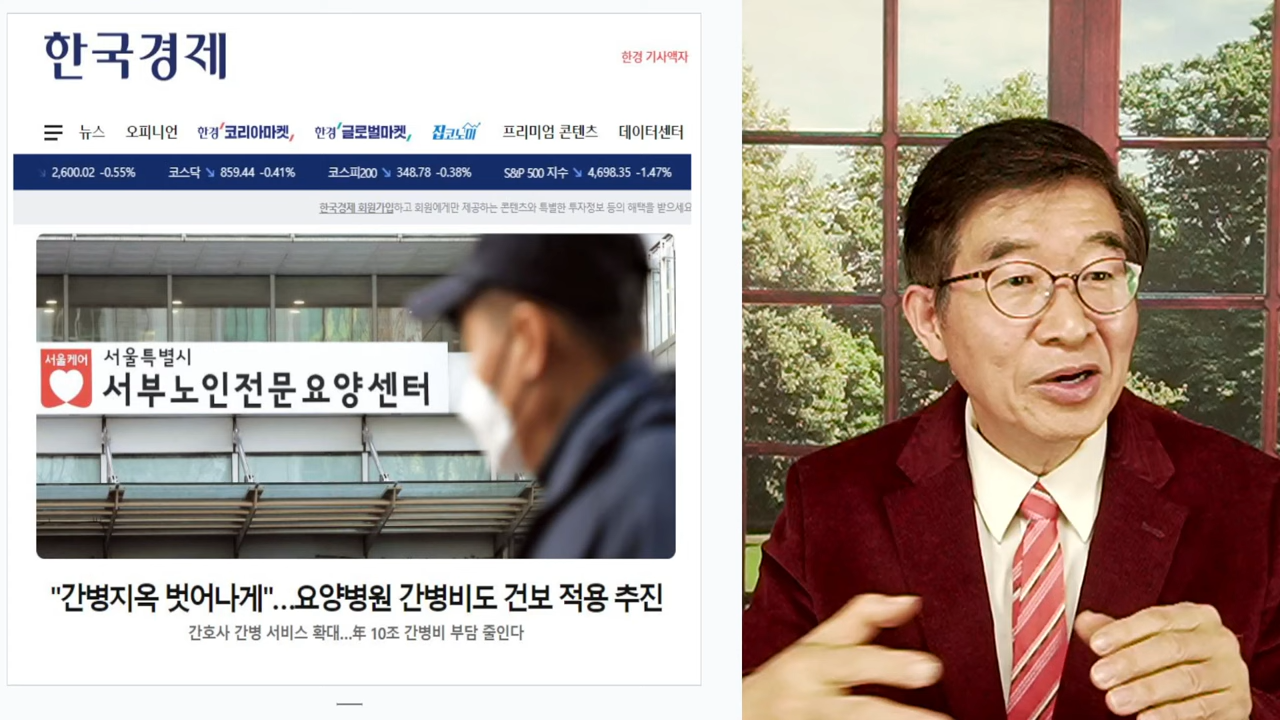 한국경제
한경 기사액자
뉴스 오피니언 한경 코리아마켓, 한경 글로벌마켓, 집코노미 프리미엄 콘텐츠 데이터센터
2,600.02 -0.55% 코스닥 ↘ 859.44 -0.41% 코스피200 ↘ 348.78 -0.38% S&P 500 지수 ↘ 4,698.35 -1.47%
한국경제 회원가입하고 회원에게만 제공하는 콘텐츠와 특별한 투자정보 등의 혜택을 받으세요
서울케어
서울특별시
서부노인전문요양센터
"간병지옥 벗어나게"...요양병원 간병비도 건보 적용 추진
간호사 간병 서비스 확대...年 10조 간병비 부담 줄인다